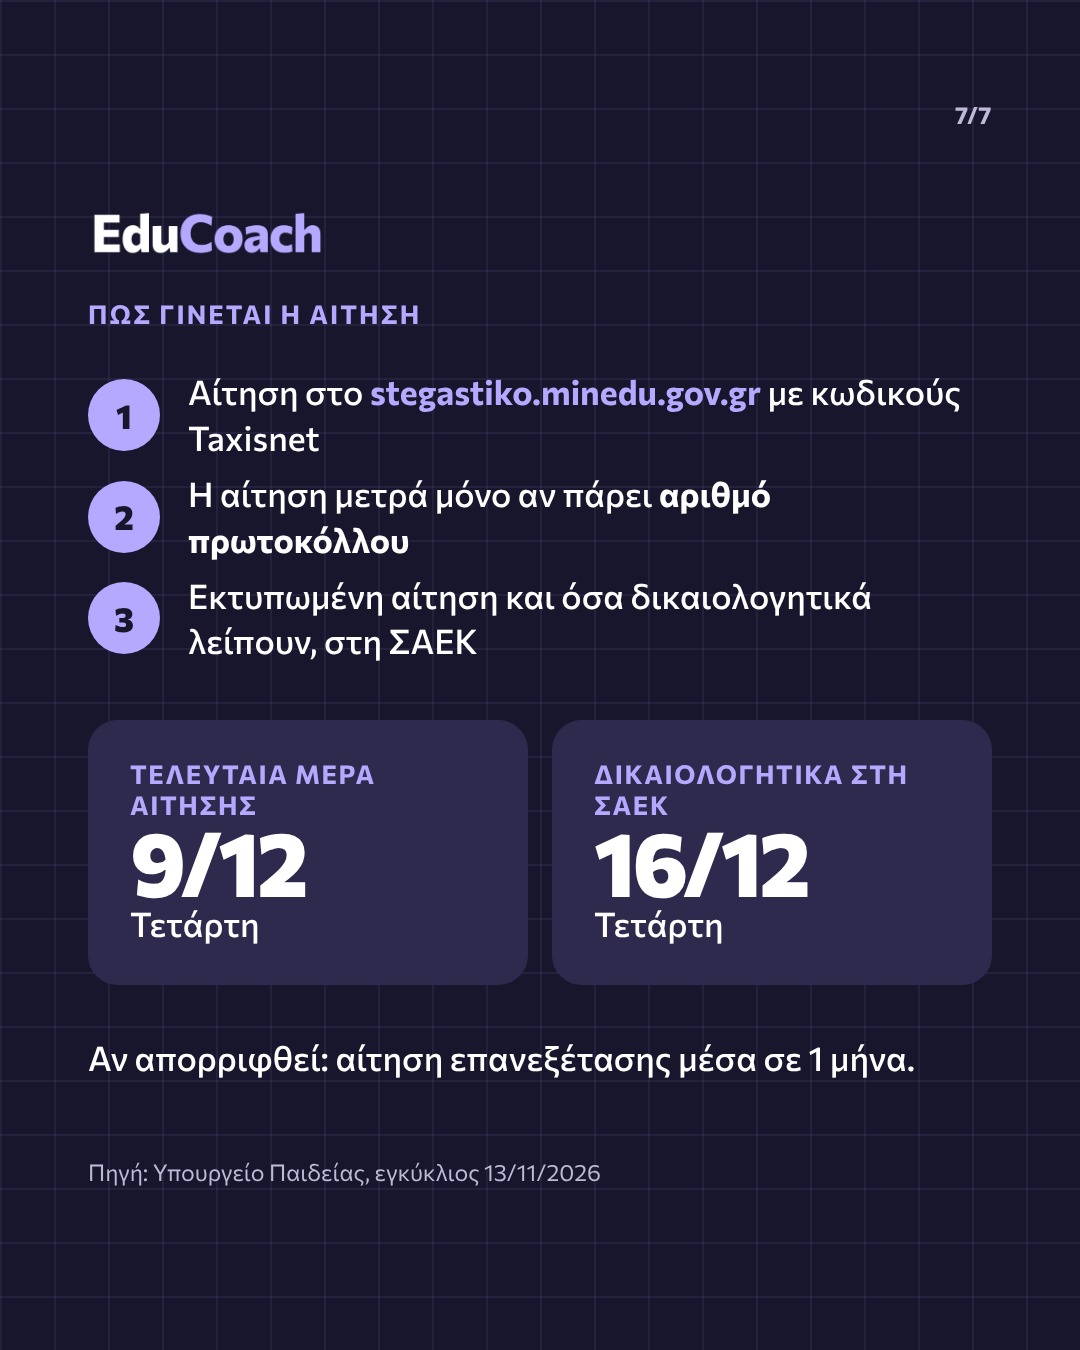 7/7
EduCoach
ΠΩΣ ΓΙΝΕΤΑΙ Η ΑΙΤΗΣΗ
1
Αίτηση στο stegastiko.minedu.gov.gr με κωδικούς
Taxisnet
2
Η αίτηση μετρά μόνο αν πάρει αριθμό
πρωτοκόλλου
3
Εκτυπωμένη αίτηση και όσα δικαιολογητικά
λείπουν, στη ΣΑΕΚ
ΤΕΛΕΥΤΑΙΑ ΜΕΡΑ
ΑΙΤΗΣΗΣ
9/12
Τετάρτη
ΔΙΚΑΙΟΛΟΓΗΤΙΚΑ ΣΤΗ
ΣΑΕΚ
16/12
Τετάρτη
Αν απορριφθεί: αίτηση επανεξέτασης μέσα σε 1 μήνα.
Πηγή: Υπουργείο Παιδείας, εγκύκλιος 13/11/2026